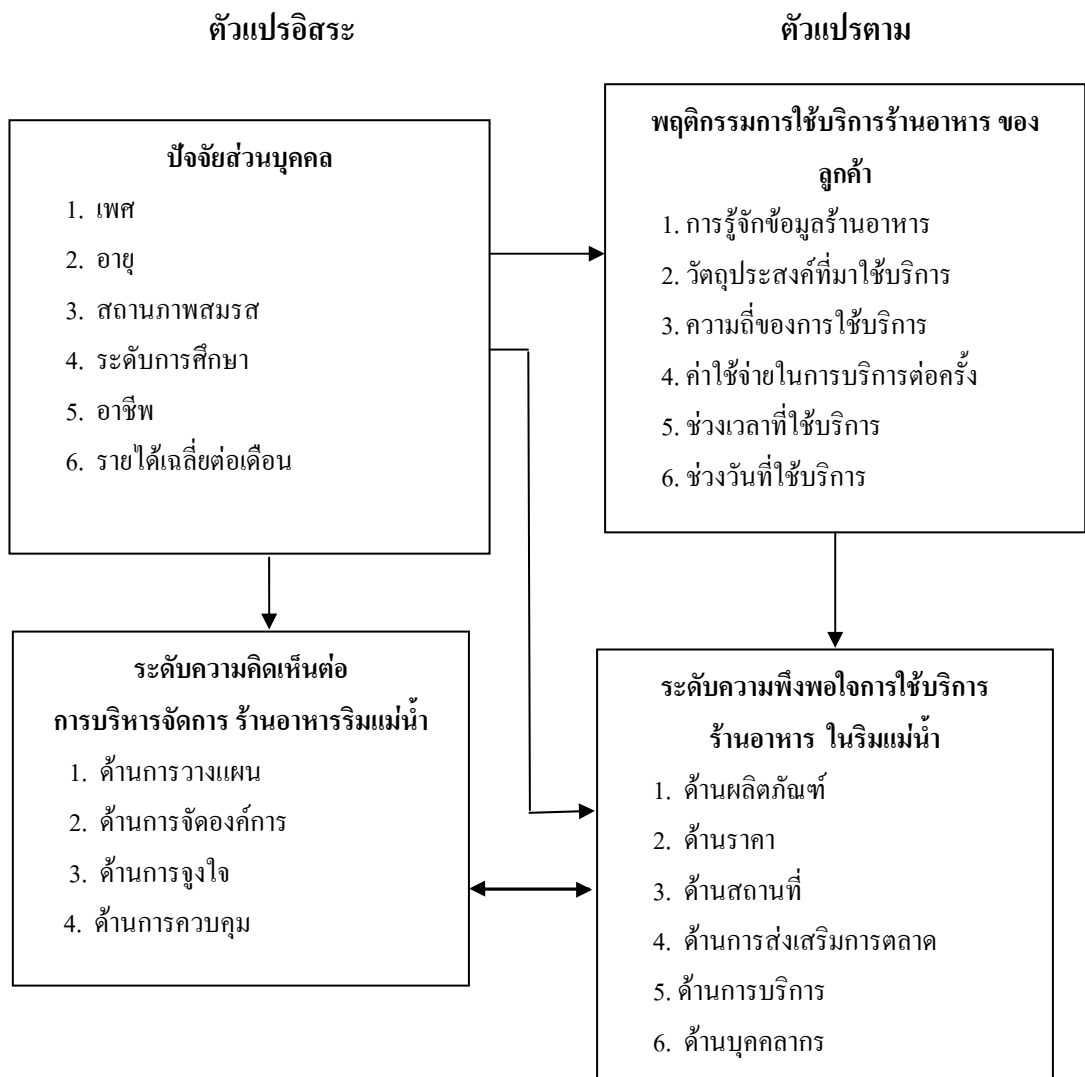 ตัวแปรอิสระ
ตัวแปรตาม
ปัจจัยส่วนบุคคล
1. เพศ
2. อายุ
3. สถานภาพสมรส
4. ระดับการศึกษา
5. อาชีพ
6. รายได้เฉลี่ยต่อเดือน
พฤติกรรมการใช้บริการร้านอาหาร ของ
ลูกค้า
1. การรู้จักข้อมูลร้านอาหาร
2. วัตถุประสงค์ที่มาใช้บริการ
3. ความถี่ของการใช้บริการ
4. ค่าใช้จ่ายในการบริการต่อครั้ง
5. ช่วงเวลาที่ใช้บริการ
6. ช่วงวันที่ใช้บริการ
ระดับความคิดเห็นต่อ
การบริหารจัดการ ร้านอาหารริมแม่น้ำ
1. ด้านการวางแผน
2. ด้านการจัดองค์การ
3. ด้านการจูงใจ
4. ด้านการควบคุม
ระดับความพึงพอใจการใช้บริการ
ร้านอาหาร ในริมแม่น้ำ
1. ด้านผลิตภัณฑ์
2. ด้านราคา
3. ด้านสถานที่
4. ด้านการส่งเสริมการตลาด
5. ด้านการบริการ
6. ด้านบุคคลากร